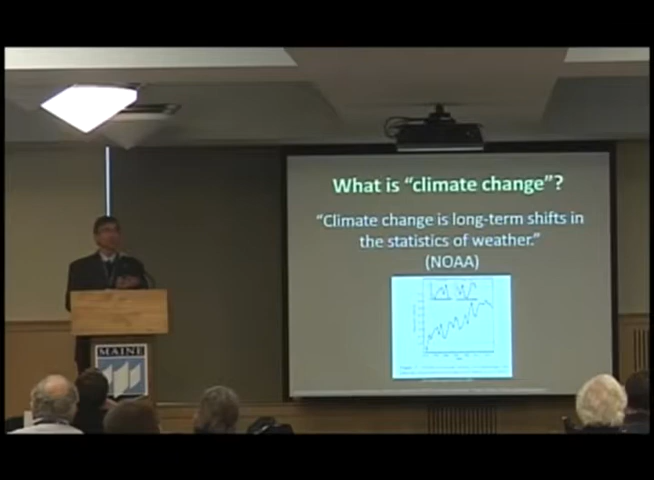 What is “climate change”?
“Climate change is long-term shifts in
the statistics of weather.”
(NOAA)
MAINE